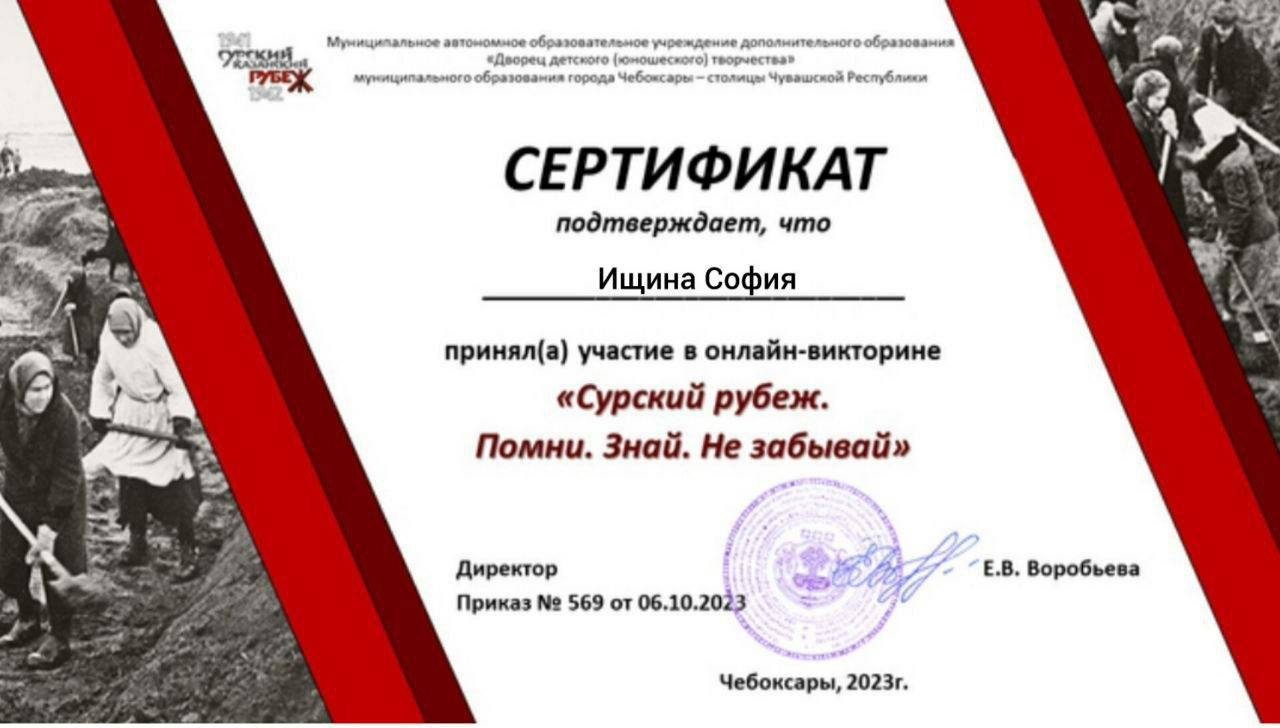 1941
СУРСКИЙ
КАЗАНСКИЙ
РУБЕЖ
1942
Муниципальное автономное образовательное учреждение дополнительного образования
«Дворец детского (юношеского) творчества»
муниципального образования города Чебоксары – столицы Чувашской Республики
СЕРТИФИКАТ
подтверждает, что
Ищина София
принял(а) участие в онлайн-викторине
«Сурский рубеж.
Помни. Знай. Не забывай»
Директор
Е.В. Воробьева
Приказ № 569 от 06.10.2023
Чебоксары, 2023г.